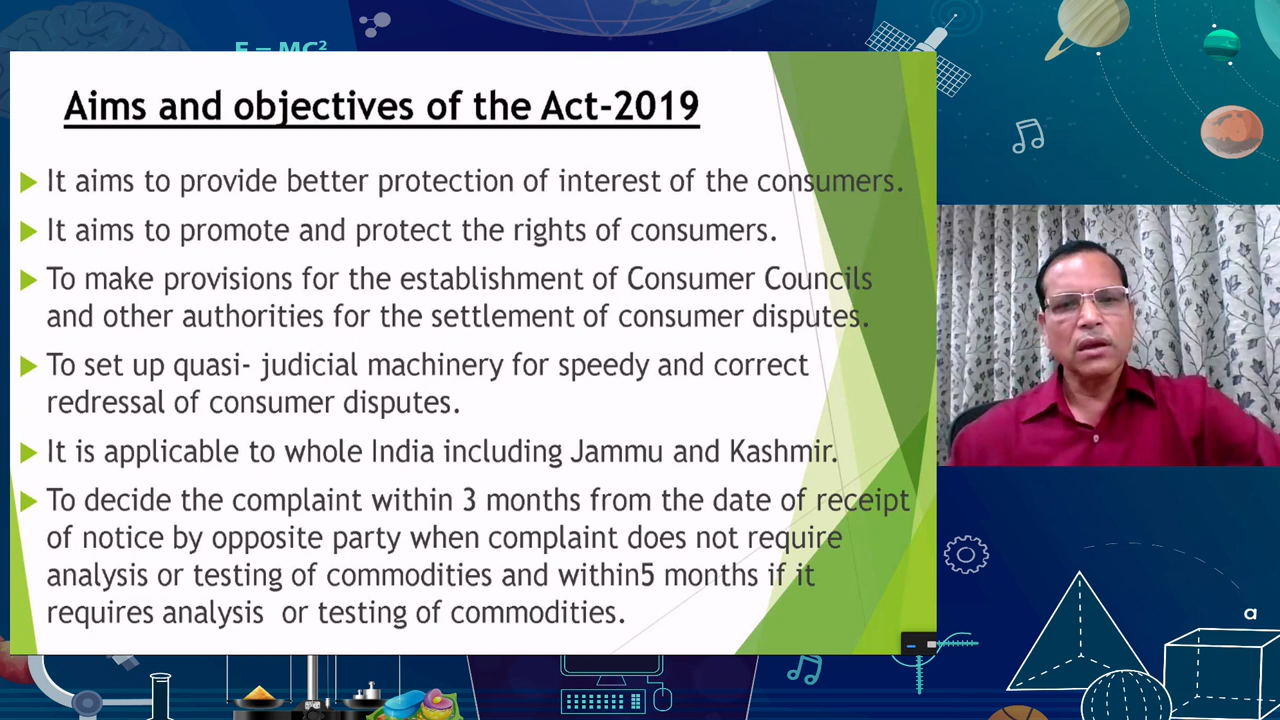 E = MC²
Aims and objectives of the Act-2019
It aims to provide better protection of interest of the consumers.
It aims to promote and protect the rights of consumers.
To make provisions for the establishment of Consumer Councils
and other authorities for the settlement of consumer disputes.
To set up quasi- judicial machinery for speedy and correct
redressal of consumer disputes.
It is applicable to whole India including Jammu and Kashmir.
To decide the complaint within 3 months from the date of receipt
of notice by opposite party when complaint does not require
analysis or testing of commodities and within5 months if it
requires analysis  or testing of commodities.
a